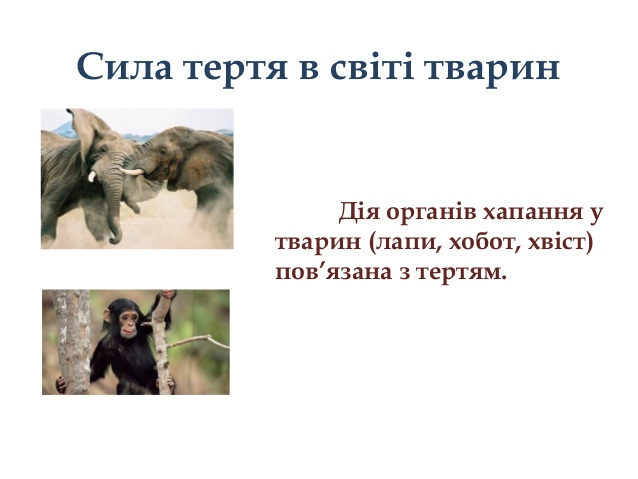 Сила тертя в світі тварин
Дія органів хапання у
тварин (лапи, хобот, хвіст)
пов’язана з тертям.